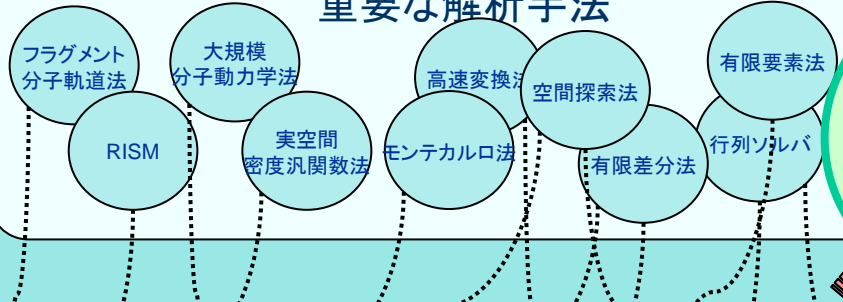 重要な解析手法
フラグメント
分子軌道法
大規模
分子動力学法
高速変換法
空間探索法
有限要素法
RISM
実空間
密度汎関数法
モンテカルロ法
有限差分法
行列ソルバ